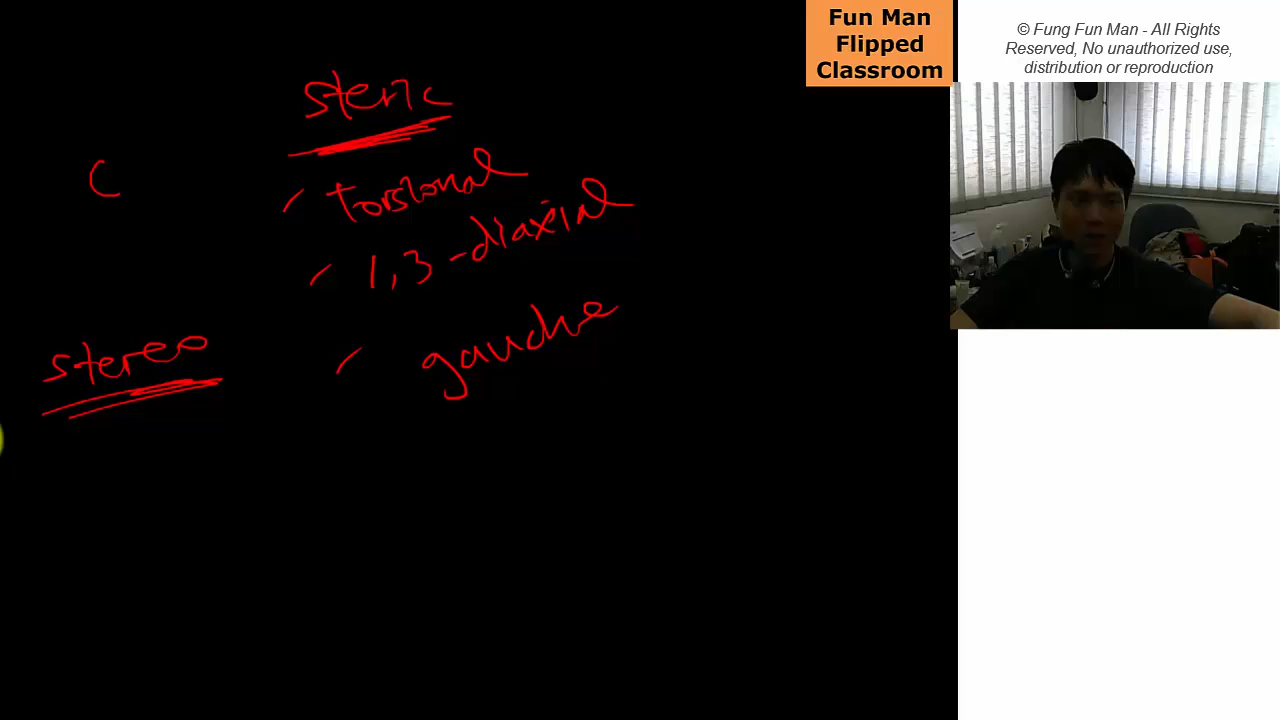 Fun Man
Flipped
Classroom
© Fung Fun Man - All Rights
Reserved, No unauthorized use,
distribution or reproduction
steric
C
torsional
1,3-diaxial
stereo
gauche